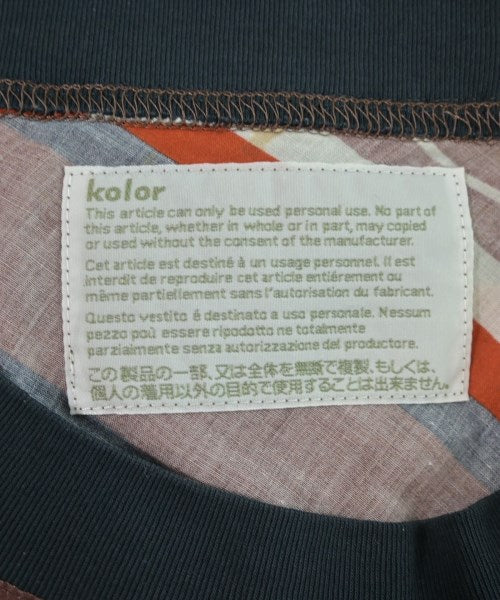 kolor
This article can only be used personal use. No part of
this article, whether in whole or in part, may copied
or used without the consent of the manufacturer.
Cet article est destiné à un usage personnel. Il est
interdit de reproduire cet article entiérement ou
même partiellement sans l'autorisation du fabricant.
Questo vestito é destinato a uso personale. Nessum
pezzo poù essere ripodotto ne totalmente
parzialmente senza autorizzazione del productore.
この製品の一部、又は全体を無断で複製、もしくは、
個人の着用以外の目的で使用することは出来ません。